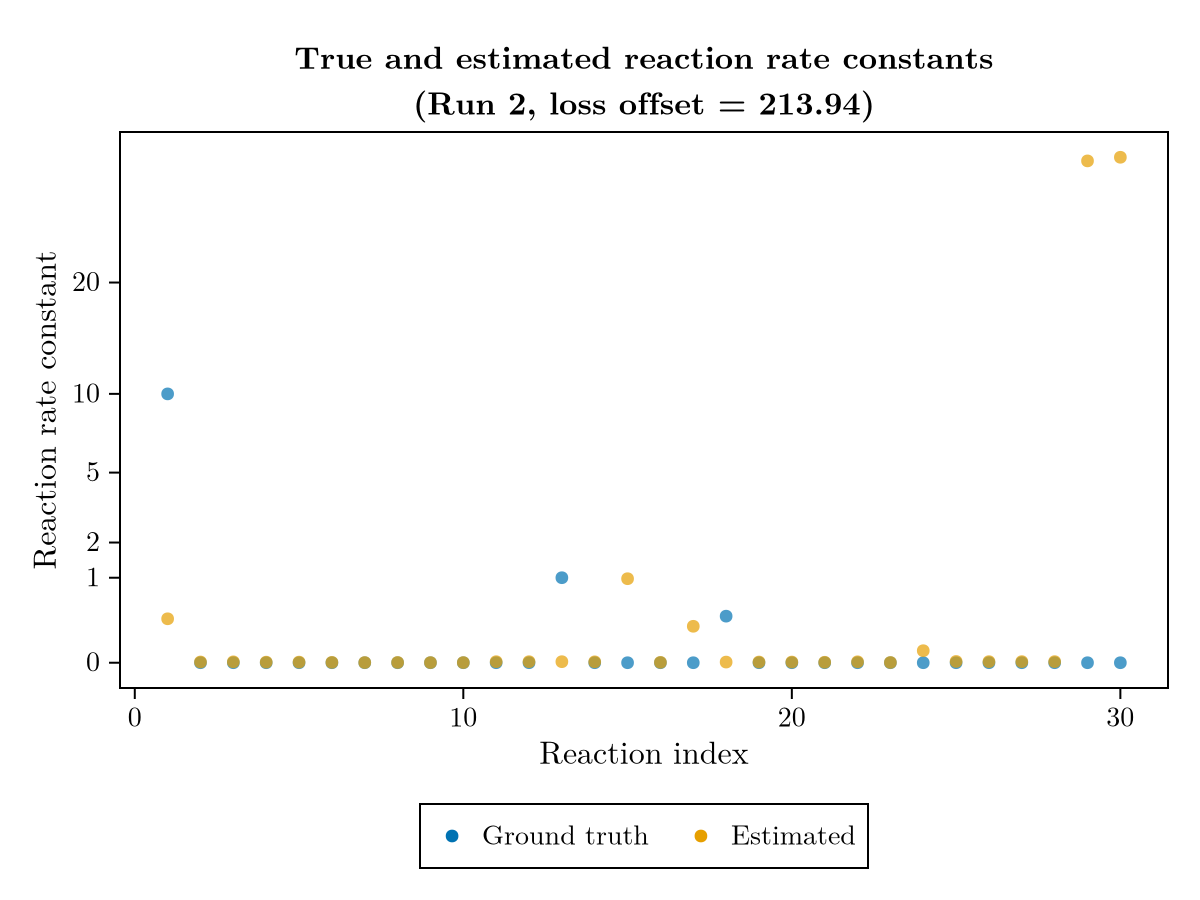 True and estimated reaction rate constants
(Run 2, loss offset = 213.94)
Reaction rate constant
20
10
5
2
1
0
0 10 20 30
Reaction index
Ground truth Estimated